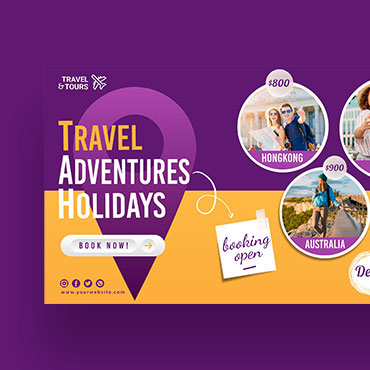 TRAVEL
& TOURS
TRAVEL
ADVENTURES
HOLIDAYS
BOOK NOW!
www.yourwebsite.com
booking
open
$800
HONGKONG
$900
AUSTRALIA
De